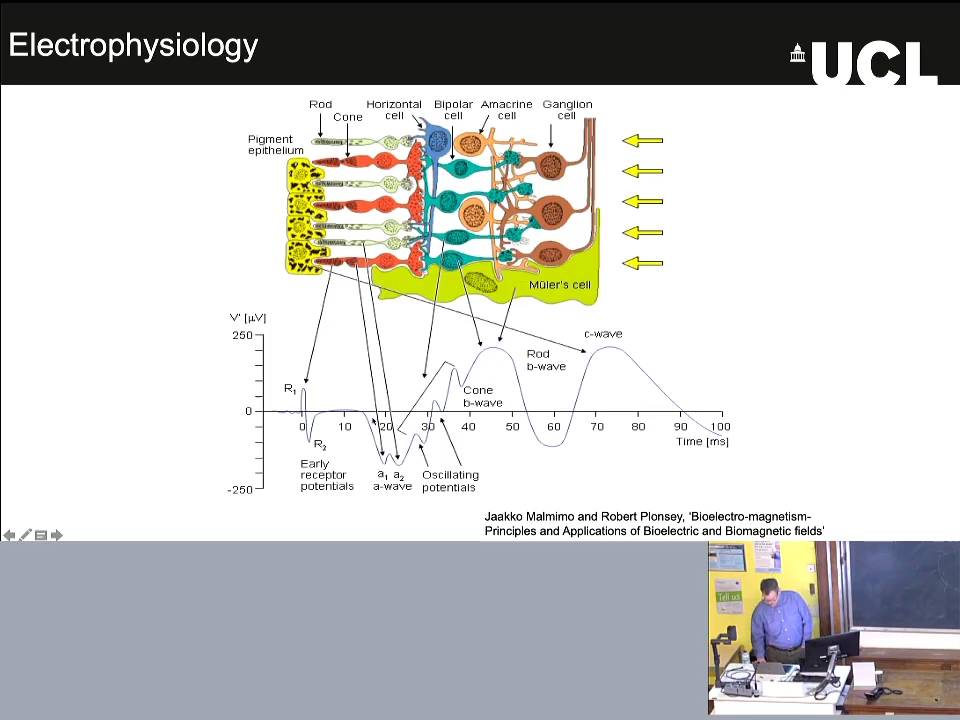 Electrophysiology
UCL
Rod
Cone
Horizontal
cell
Bipolar
cell
Amacrine
cell
Ganglion
cell
Pigment
epithelium
Müler's cell
V' [µV]
250
0
-250
R1
R2
Early
receptor
potentials
a1 a2
a-wave
Oscillating
potentials
Cone
b-wave
Rod
b-wave
c-wave
0 10 20 30 40 50 60 70 80 90 100
Time [ms]
Jaakko Malmimo and Robert Plonsey, 'Bioelectro-magnetism-
Principles and Applications of Bioelectric and Biomagnetic fields'
Tell us